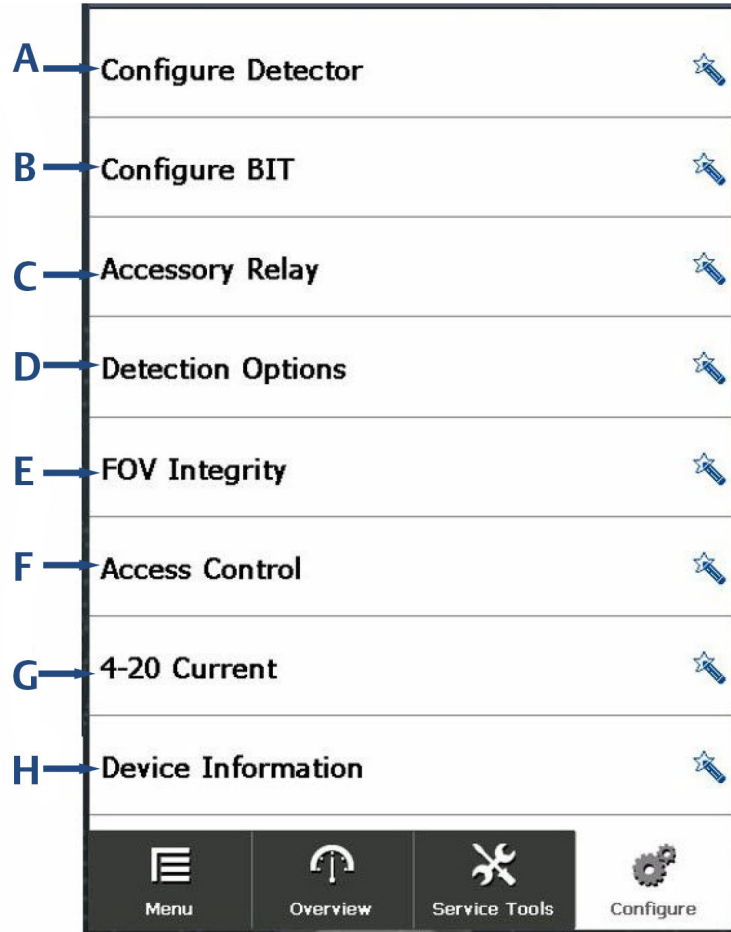 A Configure Detector
B Configure BIT
C Accessory Relay
D Detection Options
E FOV Integrity
F Access Control
G 4-20 Current
H Device Information
Menu Overview Service Tools Configure